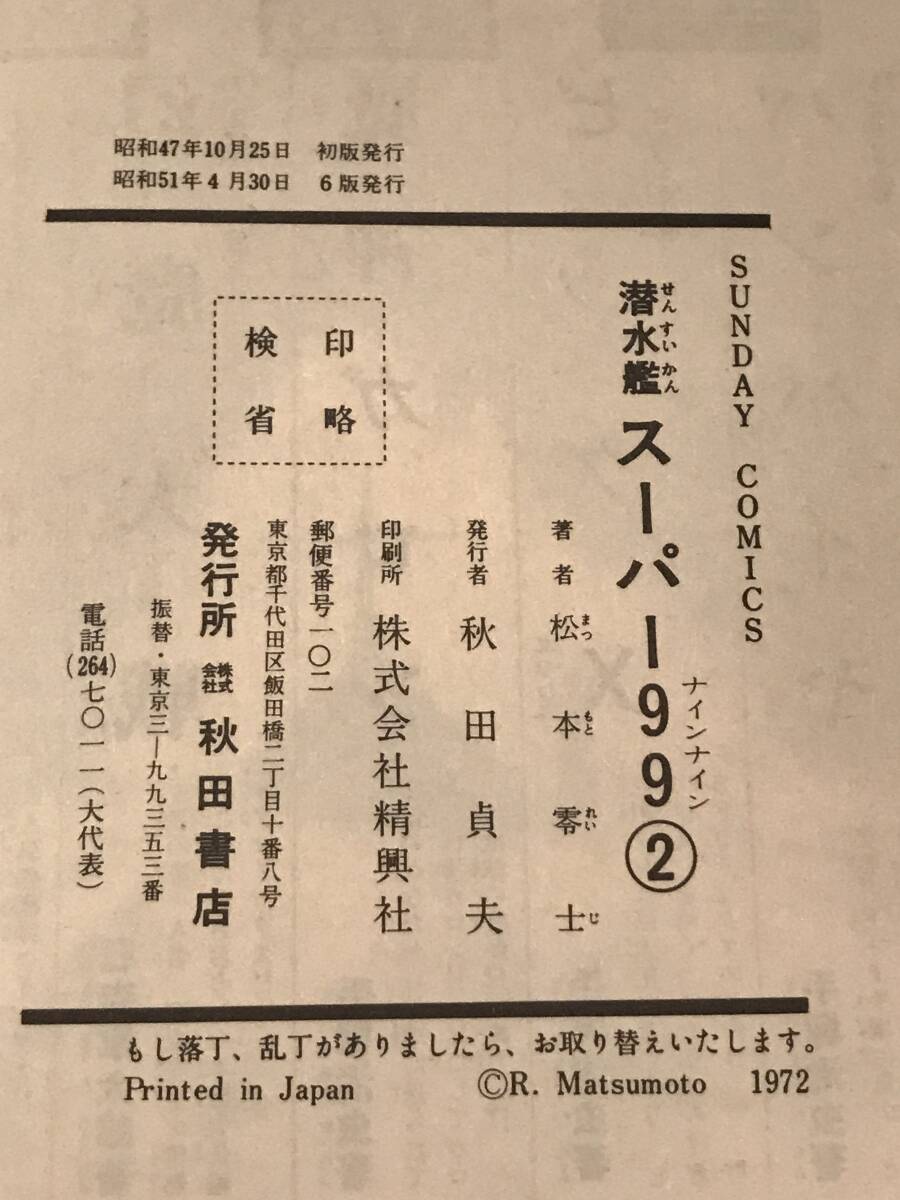 昭和47年10月25日　初版発行
昭和51年4月30日　6版発行
SUNDAY COMICS
潜水艦スーパー99②
せんすいかん
ナインナイン
著者 松本零士
まつもとれいじ
発行者 秋田貞夫
印刷所 株式会社精興社
郵便番号一〇二
東京都千代田区飯田橋二丁目十番八号
発行所 株式会社 秋田書店
振替・東京三―九九三五三番
電話(264)七〇一一(大代表)
検印
省略
もし落丁、乱丁がありましたら、お取り替えいたします。
Printed in Japan　©R. Matsumoto　1972